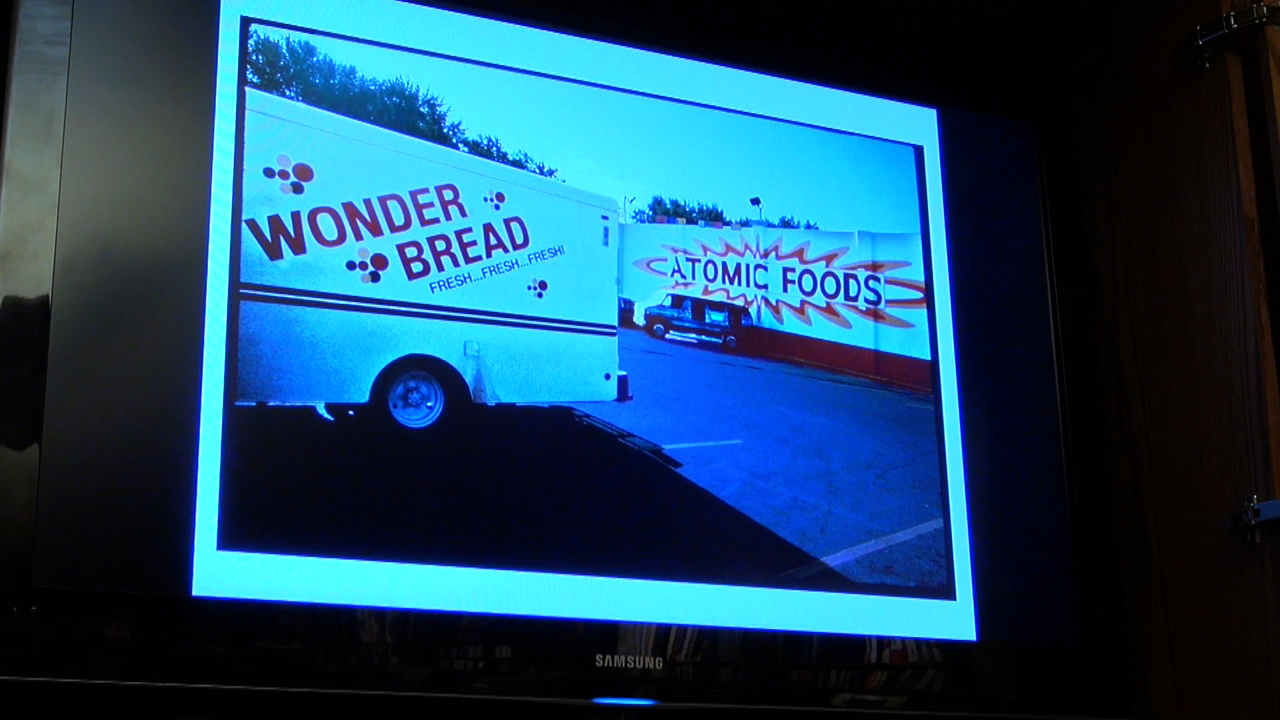 WONDER
BREAD
FRESH...FRESH...FRESH!
ATOMIC FOODS
SAMSUNG